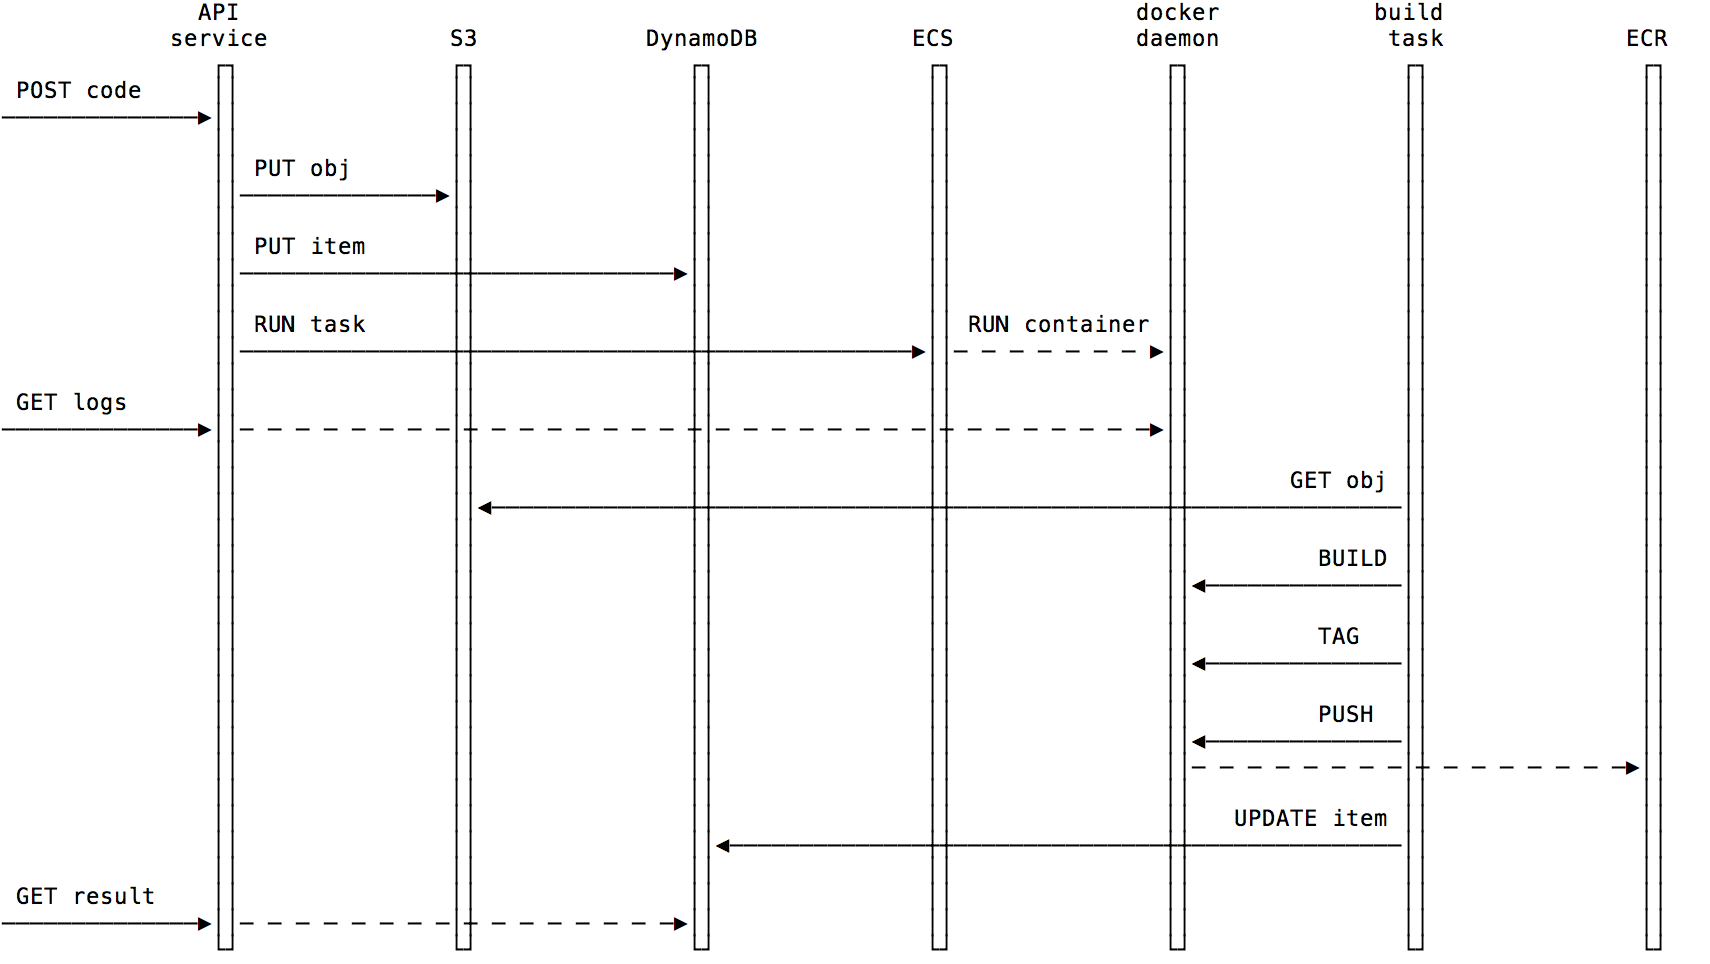 API
service
S3
DynamoDB
ECS
docker
daemon
build
task
ECR
POST code
PUT obj
PUT item
RUN task
RUN container
GET logs
GET obj
BUILD
TAG
PUSH
UPDATE item
GET result